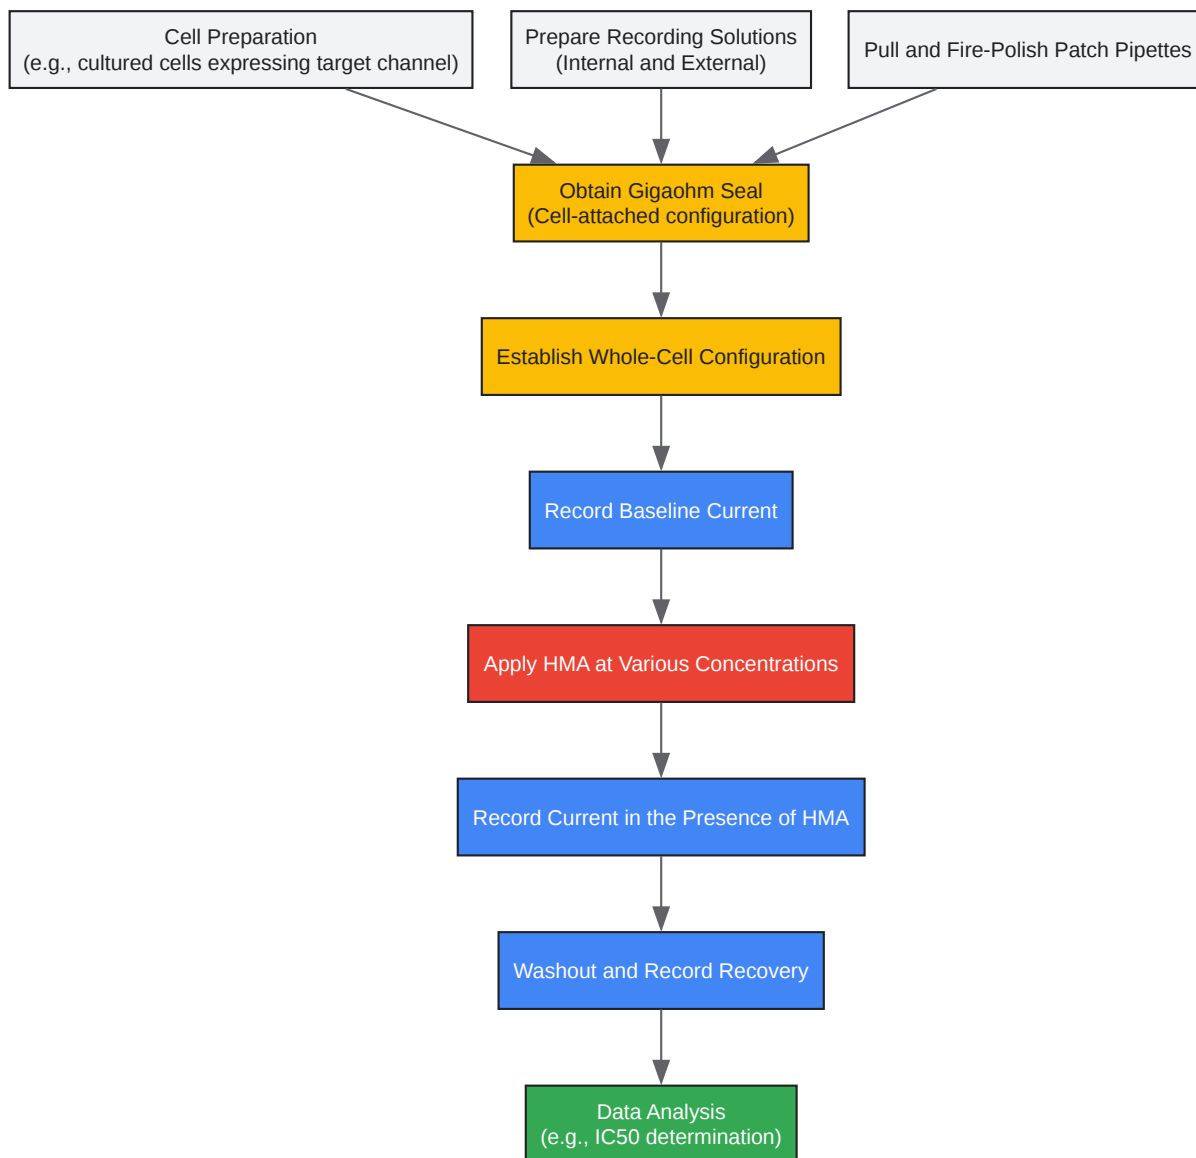 Cell Preparation
(e.g., cultured cells expressing target channel)
Prepare Recording Solutions
(Internal and External)
Pull and Fire-Polish Patch Pipettes
Obtain Gigaohm Seal
(Cell-attached configuration)
Establish Whole-Cell Configuration
Record Baseline Current
Apply HMA at Various Concentrations
Record Current in the Presence of HMA
Washout and Record Recovery
Data Analysis
(e.g., IC50 determination)